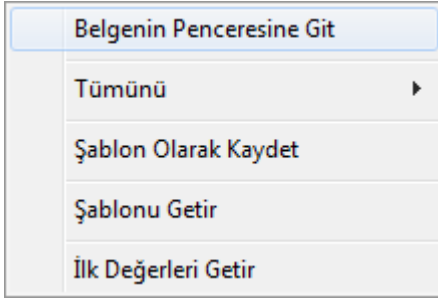 Belgenin Penceresine Git
Tümünü
Şablon Olarak Kaydet
Şablonu Getir
İlk Değerleri Getir